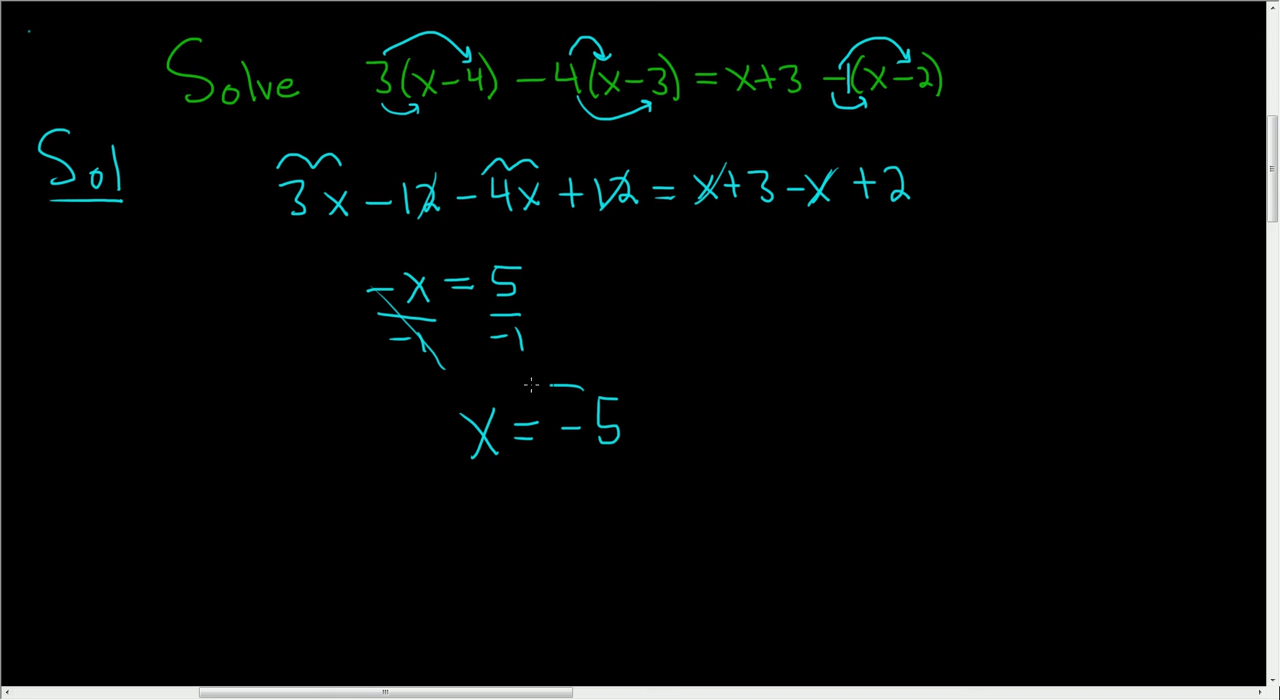 Solve 3(x-4) - 4(x-3) = x+3 -1(x-2)
Sol
3x - 12 - 4x + 12 = x+3 - x + 2
-x = 5
-1 -1
x = -5